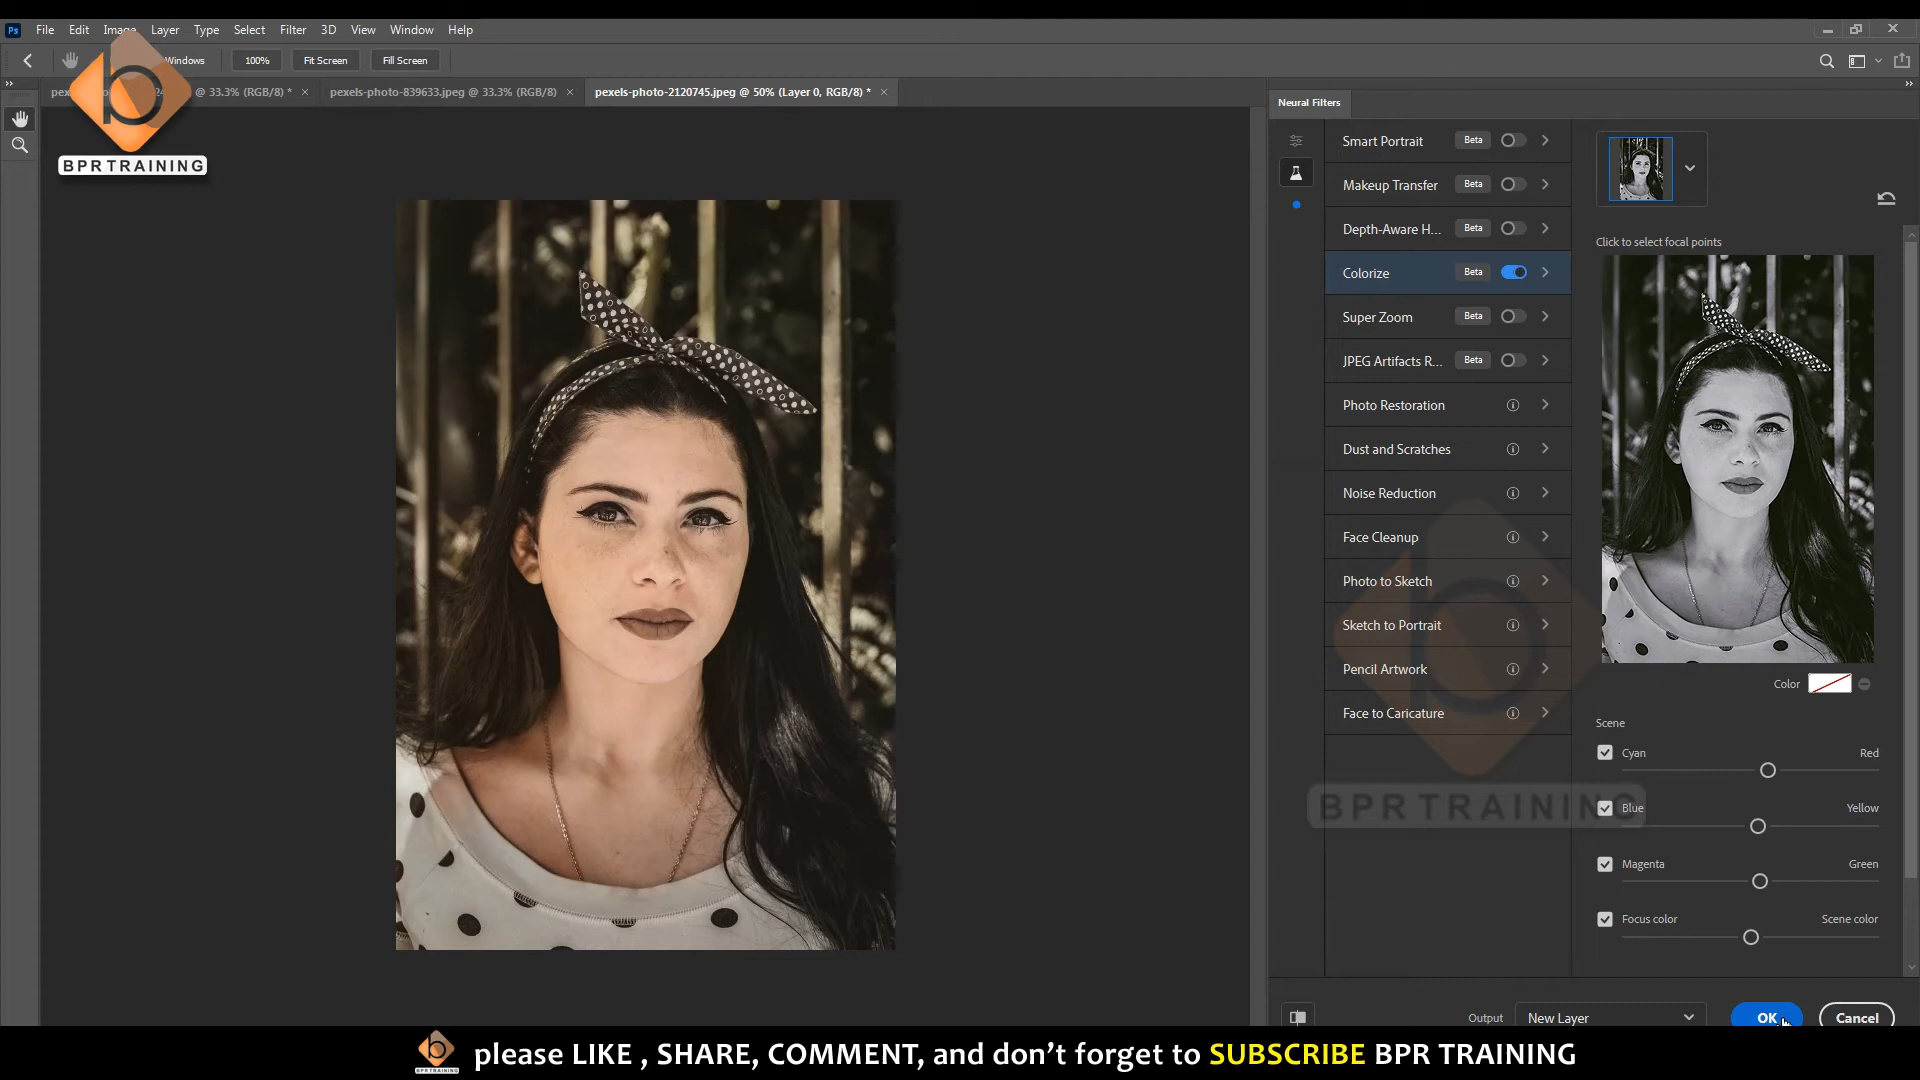 Ps File Edit Image Layer Type Select Filter 3D View Window Help
Windows 100% Fit Screen Fill Screen
@ 33.3% (RGB/8) * × pexels-photo-839633.jpeg @ 33.3% (RGB/8) × pexels-photo-2120745.jpeg @ 50% (Layer 0, RGB/8) * ×
BPR TRAINING
Neural Filters
Smart Portrait Beta
Makeup Transfer Beta
Depth-Aware H... Beta
Colorize Beta
Super Zoom Beta
JPEG Artifacts R... Beta
Photo Restoration
Dust and Scratches
Noise Reduction
Face Cleanup
Photo to Sketch
Sketch to Portrait
Pencil Artwork
Face to Caricature
BPR TRAINING
Click to select focal points
Color
Scene
Cyan Red
Blue Yellow
Magenta Green
Focus color Scene color
Output New Layer OK Cancel
BPR TRAINING
please LIKE , SHARE, COMMENT, and don’t forget to SUBSCRIBE BPR TRAINING